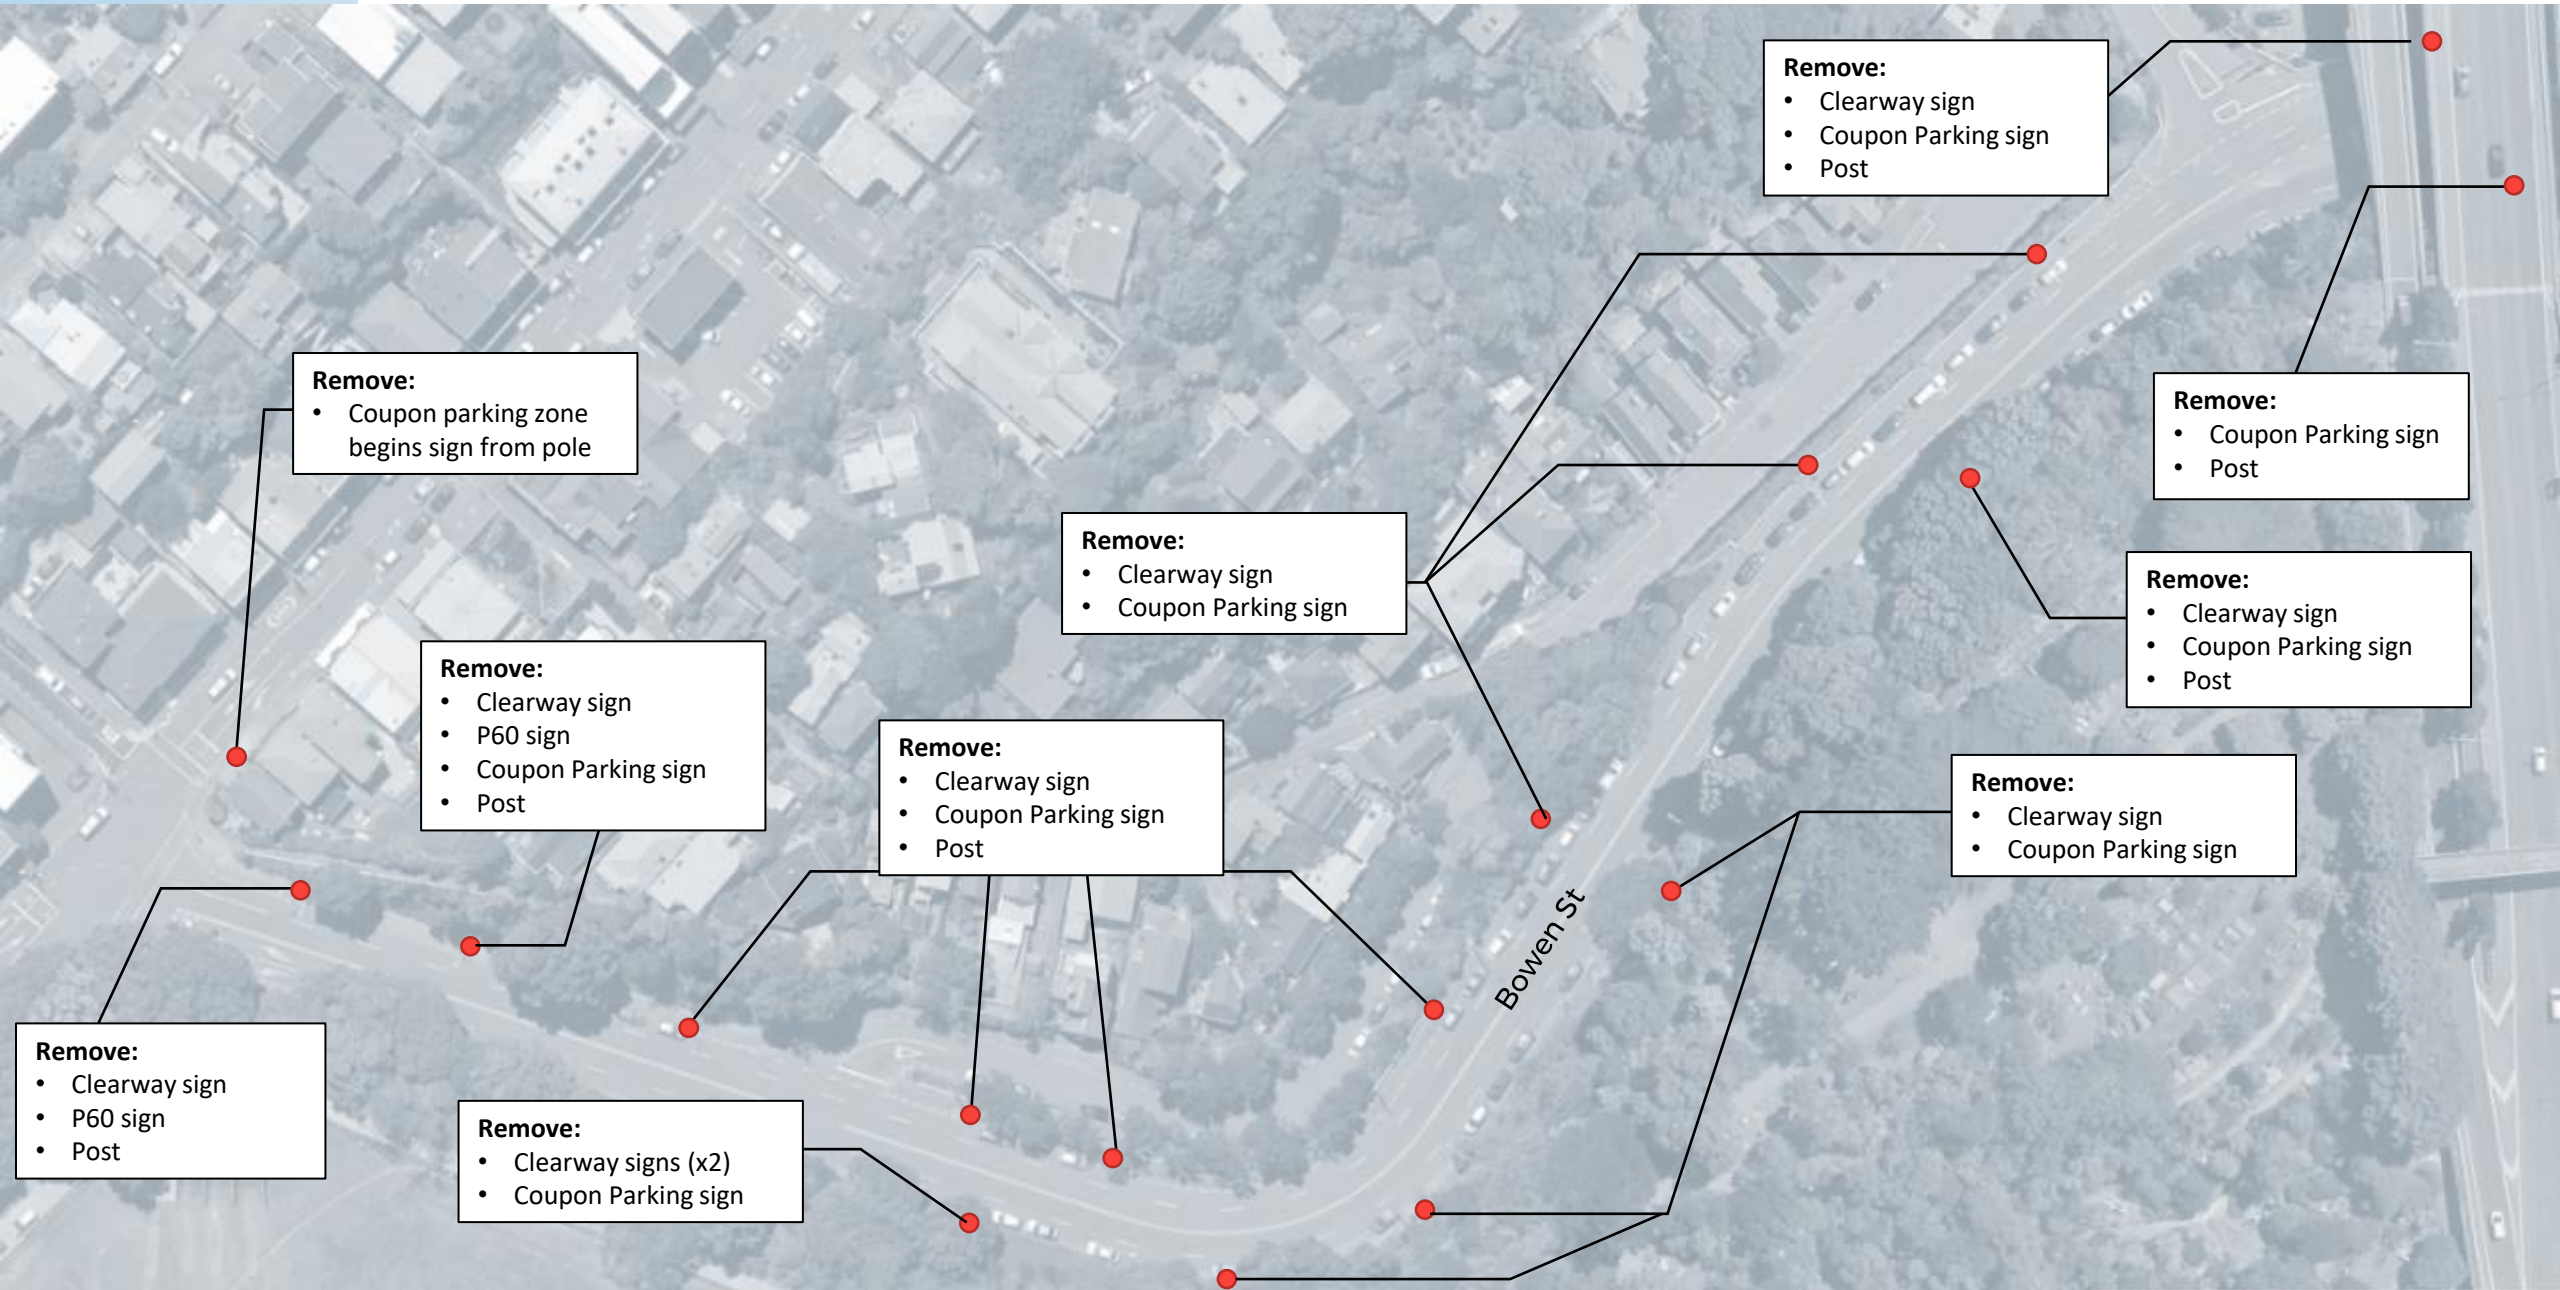 Remove:
• Clearway sign
• Coupon Parking sign
• Post
Remove:
• Coupon parking zone
begins sign from pole
Remove:
• Coupon Parking sign
• Post
Remove:
• Clearway sign
• Coupon Parking sign
Remove:
• Clearway sign
• Coupon Parking sign
• Post
Remove:
• Clearway sign
• P60 sign
• Coupon Parking sign
• Post
Remove:
• Clearway sign
• Coupon Parking sign
• Post
Remove:
• Clearway sign
• Coupon Parking sign
Bowen St
Remove:
• Clearway sign
• P60 sign
• Post
Remove:
• Clearway signs (x2)
• Coupon Parking sign